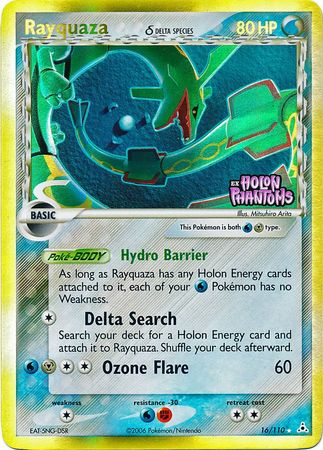 Rayquaza δ DELTA SPECIES 80 HP
EX HOLON PHANTOMS
Illus. Mitsuhiro Arita
BASIC
This Pokémon is both type.
Poké-BODY Hydro Barrier
As long as Rayquaza has any Holon Energy cards
attached to it, each of your Pokémon has no
Weakness.
Delta Search
Search your deck for a Holon Energy card and
attach it to Rayquaza. Shuffle your deck afterward.
Ozone Flare 60
weakness resistance -30 retreat cost
EAT-5NG-D5R ©2006 Pokémon/Nintendo 16/110